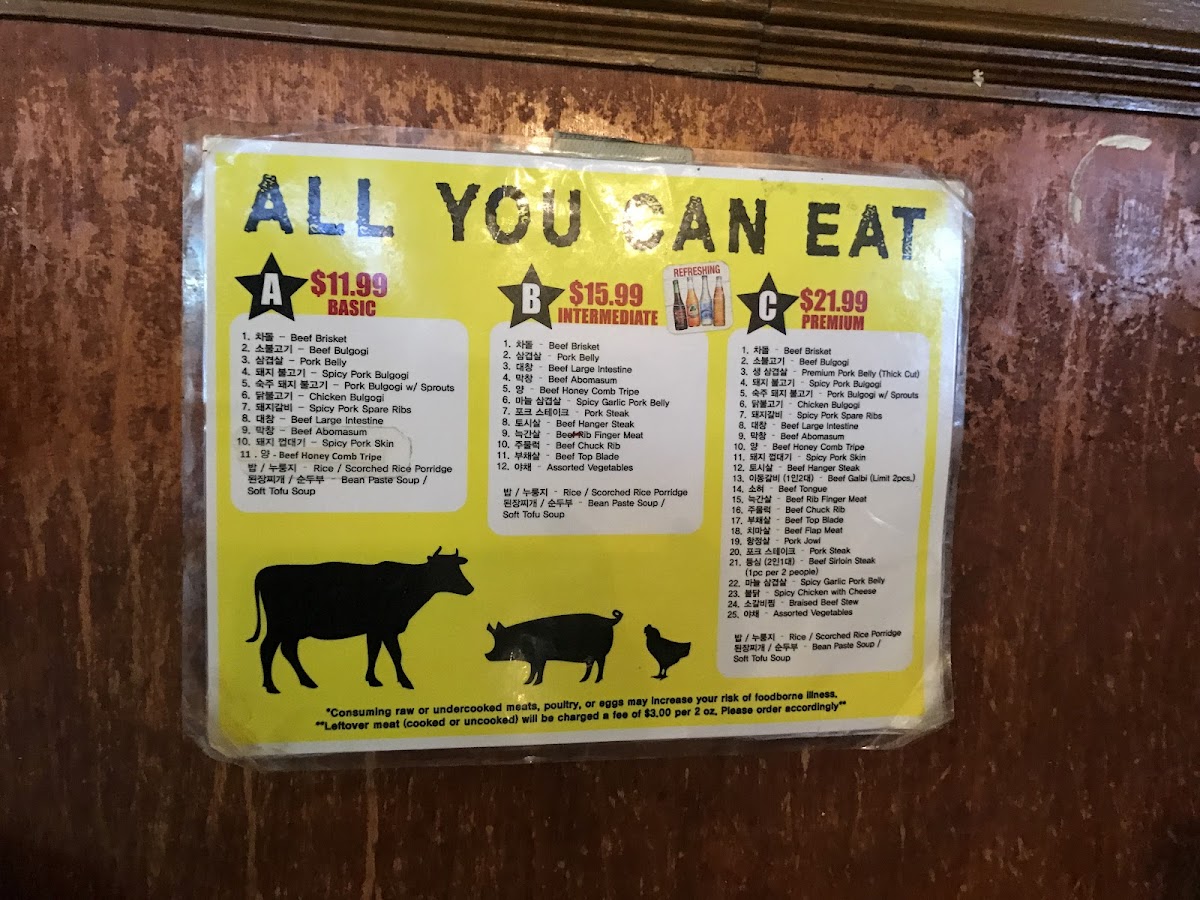 ALL YOU CAN EAT
A $11.99
BASIC
1. 차돌 - Beef Brisket
2. 소불고기 - Beef Bulgogi
3. 삼겹살 - Pork Belly
4. 돼지 불고기 - Spicy Pork Bulgogi
5. 숙주 돼지 불고기 - Pork Bulgogi w/ Sprouts
6. 닭불고기 - Chicken Bulgogi
7. 돼지갈비 - Spicy Pork Spare Ribs
8. 대창 - Beef Large Intestine
9. 막창 - Beef Abomasum
10. 돼지 껍대기 - Spicy Pork Skin
11 . 양 - Beef Honey Comb Tripe
밥 / 누룽지 - Rice / Scorched Rice Porridge
된장찌개 / 순두부 - Bean Paste Soup /
Soft Tofu Soup
B $15.99
INTERMEDIATE
REFRESHING
1. 차돌 - Beef Brisket
2. 삼겹살 - Pork Belly
3. 대창 - Beef Large Intestine
4. 막창 - Beef Abomasum
5. 양 - Beef Honey Comb Tripe
6. 마늘 삼겹살 - Spicy Garlic Pork Belly
7. 포크 스테이크 - Pork Steak
8. 토시살 - Beef Hanger Steak
9. 늑간살 - Beef Rib Finger Meat
10. 주물럭 - Beef Chuck Rib
11. 부채살 - Beef Top Blade
12. 야채 - Assorted Vegetables
밥 / 누룽지 - Rice / Scorched Rice Porridge
된장찌개 / 순두부 - Bean Paste Soup /
Soft Tofu Soup
C $21.99
PREMIUM
1. 차돌 - Beef Brisket
2. 소불고기 - Beef Bulgogi
3. 생 삼겹살 - Premium Pork Belly (Thick Cut)
4. 돼지 불고기 - Spicy Pork Bulgogi
5. 숙주 돼지 불고기 - Pork Bulgogi w/ Sprouts
6. 닭불고기 - Chicken Bulgogi
7. 돼지갈비 - Spicy Pork Spare Ribs
8. 대창 - Beef Large Intestine
9. 막창 - Beef Abomasum
10. 양 - Beef Honey Comb Tripe
11. 돼지 껍대기 - Spicy Pork Skin
12. 토시살 - Beef Hanger Steak
13. 이동갈비 (1인2대) - Beef Galbi (Limit 2pcs.)
14. 소혀 - Beef Tongue
15. 늑간살 - Beef Rib Finger Meat
16. 주물럭 - Beef Chuck Rib
17. 부채살 - Beef Top Blade
18. 치마살 - Beef Flap Meat
19. 항정살 - Pork Jowl
20. 포크 스테이크 - Pork Steak
21. 등심 (2인1대) - Beef Sirloin Steak
(1pc per 2 people)
22. 마늘 삼겹살 - Spicy Garlic Pork Belly
23. 불닭 - Spicy Chicken with Cheese
24. 소갈비찜 - Braised Beef Stew
25. 야채 - Assorted Vegetables
밥 / 누룽지 - Rice / Scorched Rice Porridge
된장찌개 / 순두부 - Bean Paste Soup /
Soft Tofu Soup
*Consuming raw or undercooked meats, poultry, or eggs may increase your risk of foodborne illness.
**Leftover meat (cooked or uncooked) will be charged a fee of $3.00 per 2 oz. Please order accordingly**